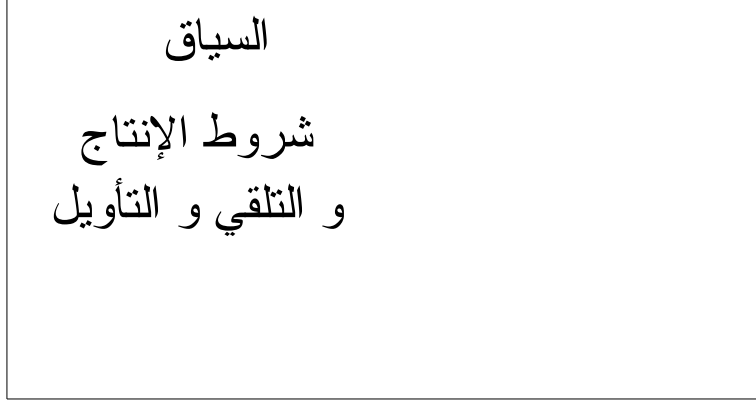 السياق
شروط الإنتاج
و التلقي و التأويل